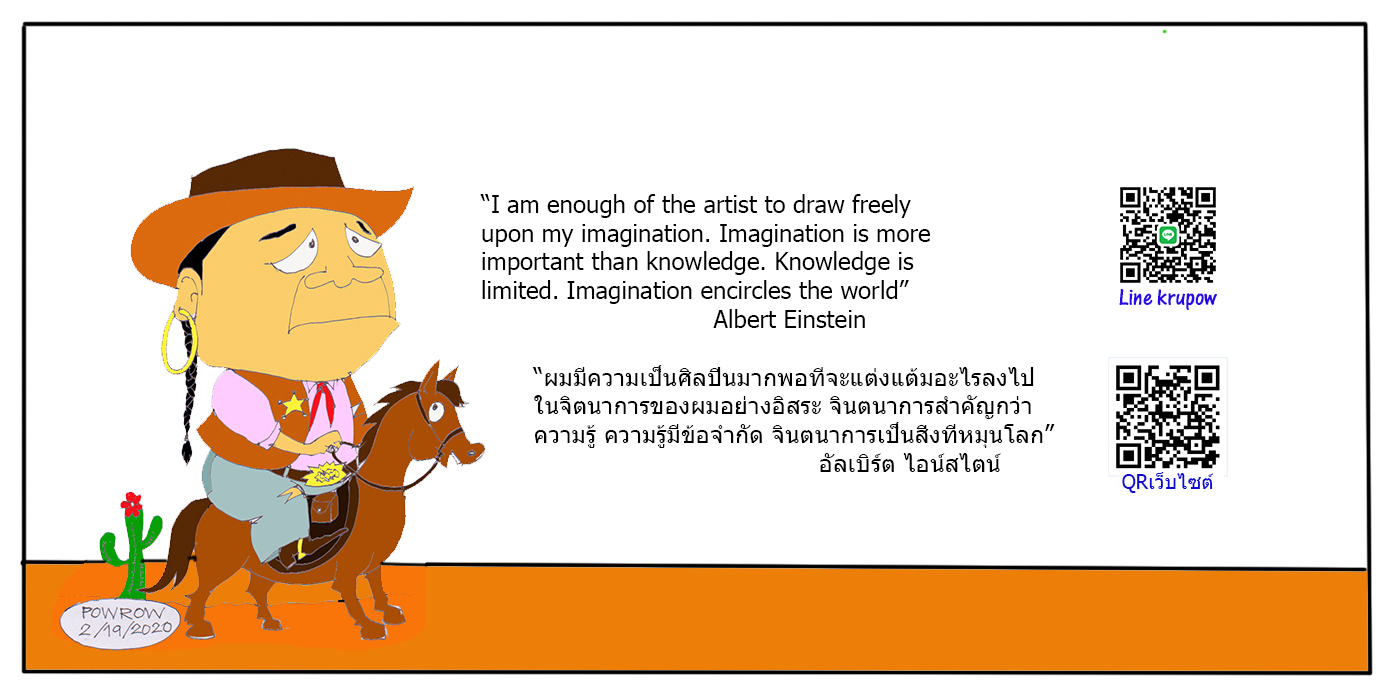 “I am enough of the artist to draw freely
upon my imagination. Imagination is more
important than knowledge. Knowledge is
limited. Imagination encircles the world”
Albert Einstein
“ผมมีความเป็นศิลปินมากพอที่จะแต่งแต้มอะไรลงไป
ในจิตนาการของผมอย่างอิสระ จินตนาการสำคัญกว่า
ความรู้ ความรู้มีข้อจำกัด จินตนาการเป็นสิ่งที่หมุนโลก”
อัลเบิร์ต ไอน์สไตน์
Line krupow
QRเว็บไซต์
POWROW
2/19/2020